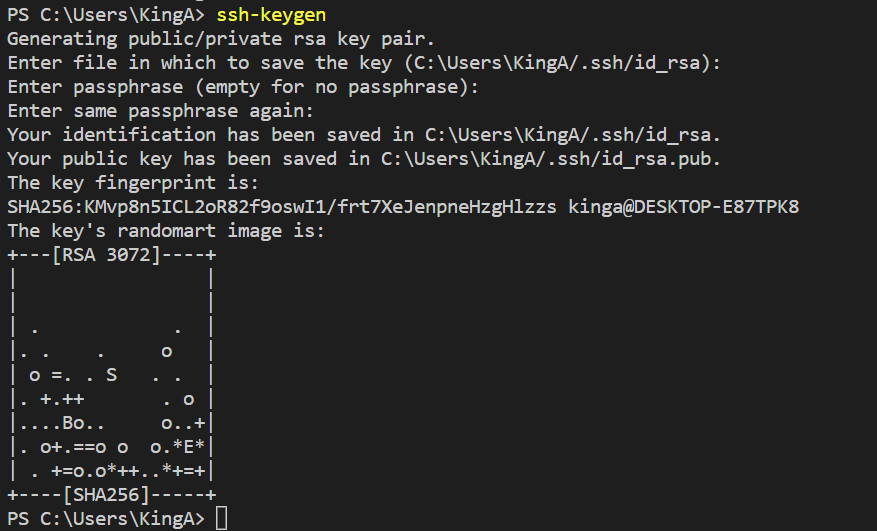 PS C:\Users\KingA> ssh-keygen
Generating public/private rsa key pair.
Enter file in which to save the key (C:\Users\KingA/.ssh/id_rsa):
Enter passphrase (empty for no passphrase):
Enter same passphrase again:
Your identification has been saved in C:\Users\KingA/.ssh/id_rsa.
Your public key has been saved in C:\Users\KingA/.ssh/id_rsa.pub.
The key fingerprint is:
SHA256:KMvp8n5ICL2oR82f9oswI1/frt7XeJenpneHzgHlzzs kinga@DESKTOP-E87TPK8
The key's randomart image is:
+---[RSA 3072]----+
|                 |
|                 |
| .            .  |
|. .    .     o   |
| o =. . S   . .  |
|. +.++       . o |
|....Bo..     o..+|
|. o+.==o o  o.*E*|
| . +=o.o*++..*+=+|
+----[SHA256]-----+
PS C:\Users\KingA>